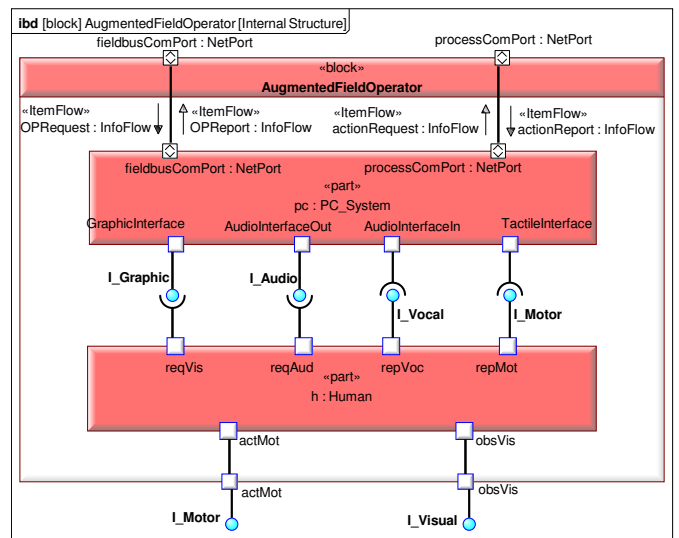 ibd [block] AugmentedFieldOperator [Internal Structure]
fieldbusComPort : NetPort
processComPort : NetPort
«block»
AugmentedFieldOperator
«ItemFlow»
OPRequest : InfoFlow
«ItemFlow»
OPReport : InfoFlow
«ItemFlow»
actionRequest : InfoFlow
«ItemFlow»
actionReport : InfoFlow
fieldbusComPort : NetPort
processComPort : NetPort
«part»
pc : PC_System
GraphicInterface
AudioInterfaceOut
AudioInterfaceIn
TactileInterface
I_Graphic
I_Audio
I_Vocal
I_Motor
reqVis
reqAud
repVoc
repMot
«part»
h : Human
actMot
obsVis
actMot
obsVis
I_Motor
I_Visual